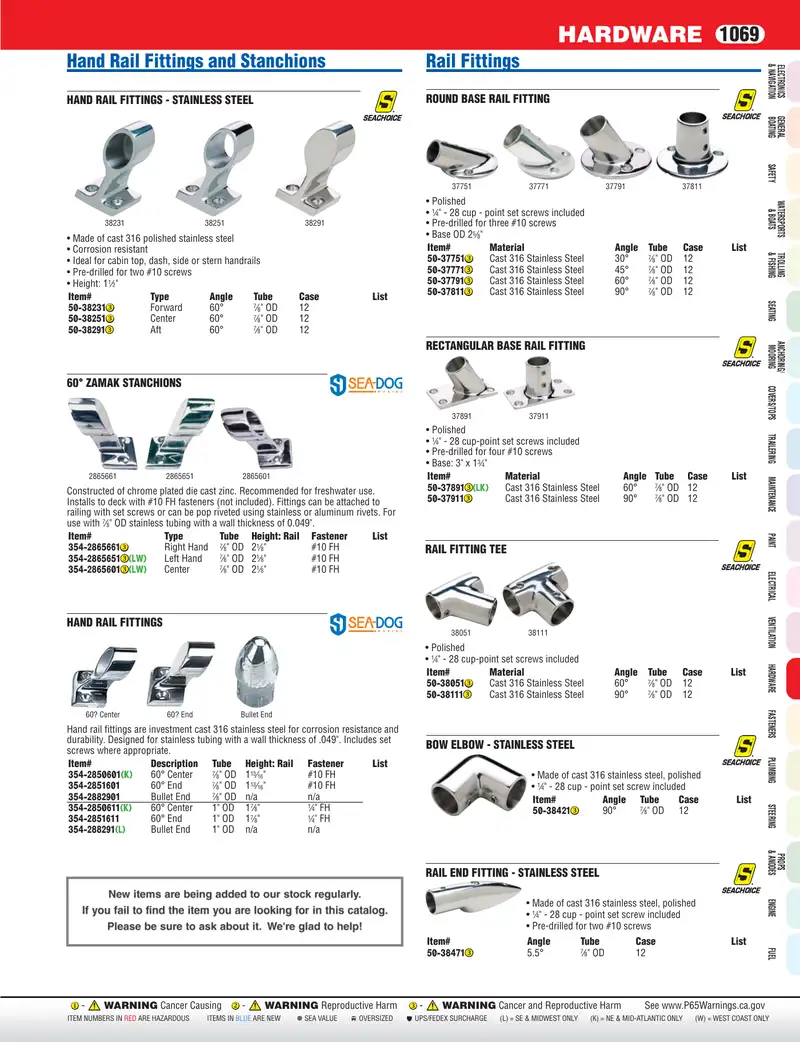 HARDWARE 1069
Hand Rail Fittings and Stanchions
HAND RAIL FITTINGS - STAINLESS STEEL
SEACHOICE
38231 38251 38291
• Made of cast 316 polished stainless steel
• Corrosion resistant
• Ideal for cabin top, dash, side or stern handrails
• Pre-drilled for two #10 screws
• Height: 1½"
Item# Type Angle Tube Case List
50-38231 3 Forward 60° ⅞" OD 12
50-38251 3 Center 60° ⅞" OD 12
50-38291 3 Aft 60° ⅞" OD 12
60° ZAMAK STANCHIONS
SEA-DOG
2865661 2865651 2865601
Constructed of chrome plated die cast zinc. Recommended for freshwater use.
Installs to deck with #10 FH fasteners (not included). Fittings can be attached to
railing with set screws or can be pop riveted using stainless or aluminum rivets. For
use with ⅞" OD stainless tubing with a wall thickness of 0.049".
Item# Type Tube Height: Rail Fastener List
354-2865661 3 Right Hand ⅞" OD 2⅛" #10 FH
354-2865651 3 (LW) Left Hand ⅞" OD 2⅛" #10 FH
354-2865601 3 (LW) Center ⅞" OD 2⅛" #10 FH
HAND RAIL FITTINGS
SEA-DOG
60? Center 60? End Bullet End
Hand rail fittings are investment cast 316 stainless steel for corrosion resistance and
durability. Designed for stainless tubing with a wall thickness of .049". Includes set
screws where appropriate.
Item# Description Tube Height: Rail Fastener List
354-2850601(K) 60° Center ⅞" OD 1¹³⁄₁₆" #10 FH
354-2851601 60° End ⅞" OD 1¹³⁄₁₆" #10 FH
354-2882901 Bullet End ⅞" OD n/a n/a
354-2850611(K) 60° Center 1" OD 1⅞" ¼" FH
354-2851611 60° End 1" OD 1⅞" ¼" FH
354-288291(L) Bullet End 1" OD n/a n/a
New items are being added to our stock regularly.
If you fail to find the item you are looking for in this catalog.
Please be sure to ask about it. We're glad to help!
Rail Fittings
ROUND BASE RAIL FITTING
SEACHOICE
37751 37771 37791 37811
• Polished
• ¼" - 28 cup - point set screws included
• Pre-drilled for three #10 screws
• Base OD 2⅝"
Item# Material Angle Tube Case List
50-37751 3 Cast 316 Stainless Steel 30° ⅞" OD 12
50-37771 3 Cast 316 Stainless Steel 45° ⅞" OD 12
50-37791 3 Cast 316 Stainless Steel 60° ⅞" OD 12
50-37811 3 Cast 316 Stainless Steel 90° ⅞" OD 12
RECTANGULAR BASE RAIL FITTING
SEACHOICE
37891 37911
• Polished
• ¼" - 28 cup-point set screws included
• Pre-drilled for four #10 screws
• Base: 3" x 1¾"
Item# Material Angle Tube Case List
50-37891 3 (LK) Cast 316 Stainless Steel 60° ⅞" OD 12
50-37911 3 Cast 316 Stainless Steel 90° ⅞" OD 12
RAIL FITTING TEE
SEACHOICE
38051 38111
• Polished
• ¼" - 28 cup-point set screws included
Item# Material Angle Tube Case List
50-38051 3 Cast 316 Stainless Steel 60° ⅞" OD 12
50-38111 3 Cast 316 Stainless Steel 90° ⅞" OD 12
BOW ELBOW - STAINLESS STEEL
SEACHOICE
• Made of cast 316 stainless steel, polished
• ¼" - 28 cup - point set screw included
Item# Angle Tube Case List
50-38421 3 90° ⅞" OD 12
RAIL END FITTING - STAINLESS STEEL
SEACHOICE
• Made of cast 316 stainless steel, polished
• ¼" - 28 cup - point set screw included
• Pre-drilled for two #10 screws
Item# Angle Tube Case List
50-38471 3 5.5° ⅞" OD 12
ELECTRONICS
& NAVIGATION
GENERAL
BOATING
SAFETY
WATERSPORTS
& BOATS
TROLLING
& FISHING
SEATING
ANCHORING/
MOORING
COVERS/TOPS
TRAILERING
MAINTENANCE
PAINT
ELECTRICAL
VENTILATION
HARDWARE
FASTENERS
PLUMBING
STEERING
PROPS
& ANODES
ENGINE
FUEL
1 - WARNING Cancer Causing 2 - WARNING Reproductive Harm 3 - WARNING Cancer and Reproductive Harm See www.P65Warnings.ca.gov
ITEM NUMBERS IN RED ARE HAZARDOUS ITEMS IN BLUE ARE NEW SEA VALUE OVERSIZED UPS/FEDEX SURCHARGE (L) = SE & MIDWEST ONLY (K) = NE & MID-ATLANTIC ONLY (W) = WEST COAST ONLY